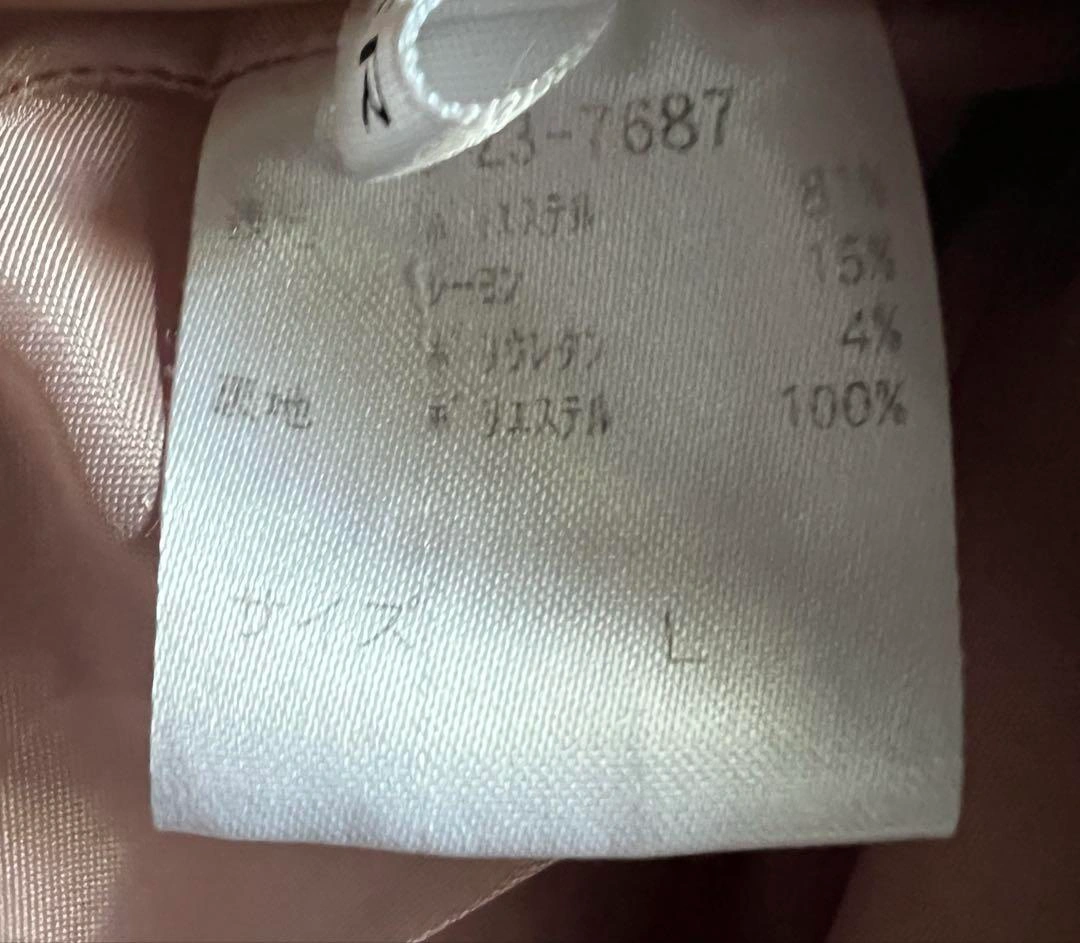 23-7687
ポリエステル 81%
レーヨン 15%
ポリウレタン 4%
裏地 ポリエステル 100%
サイズ L